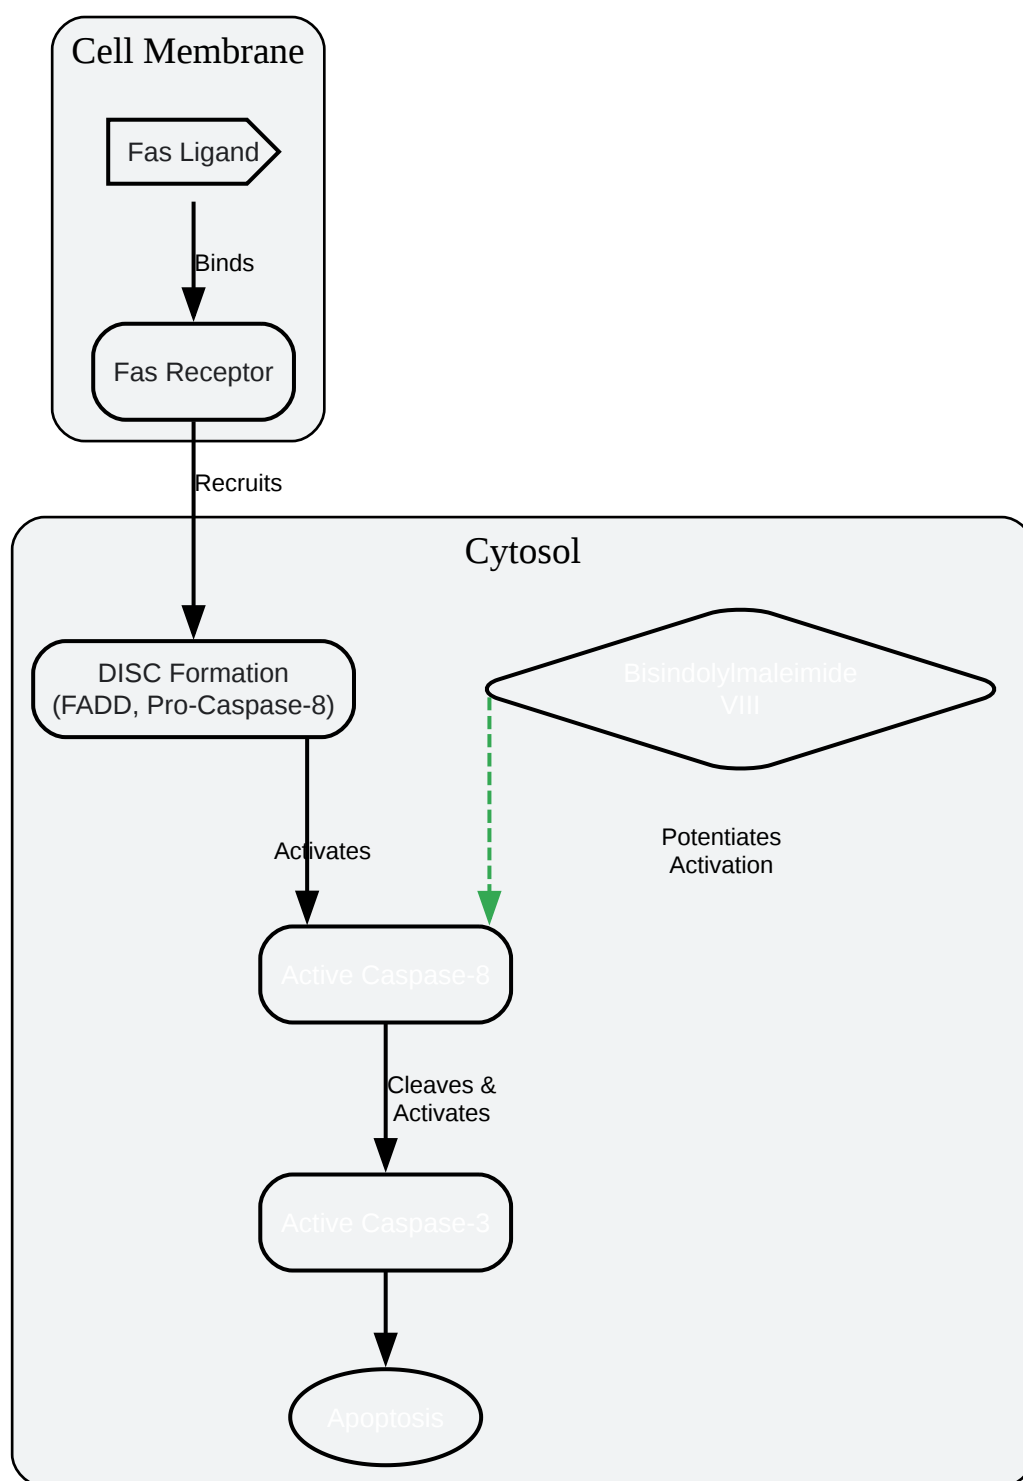 Cell Membrane
Fas Ligand
Binds
Fas Receptor
Recruits
Cytosol
DISC Formation
(FADD, Pro-Caspase-8)
Bisindolylmaleimide
VIII
Activates
Potentiates
Activation
Active Caspase-8
Cleaves &
Activates
Active Caspase-3
Apoptosis